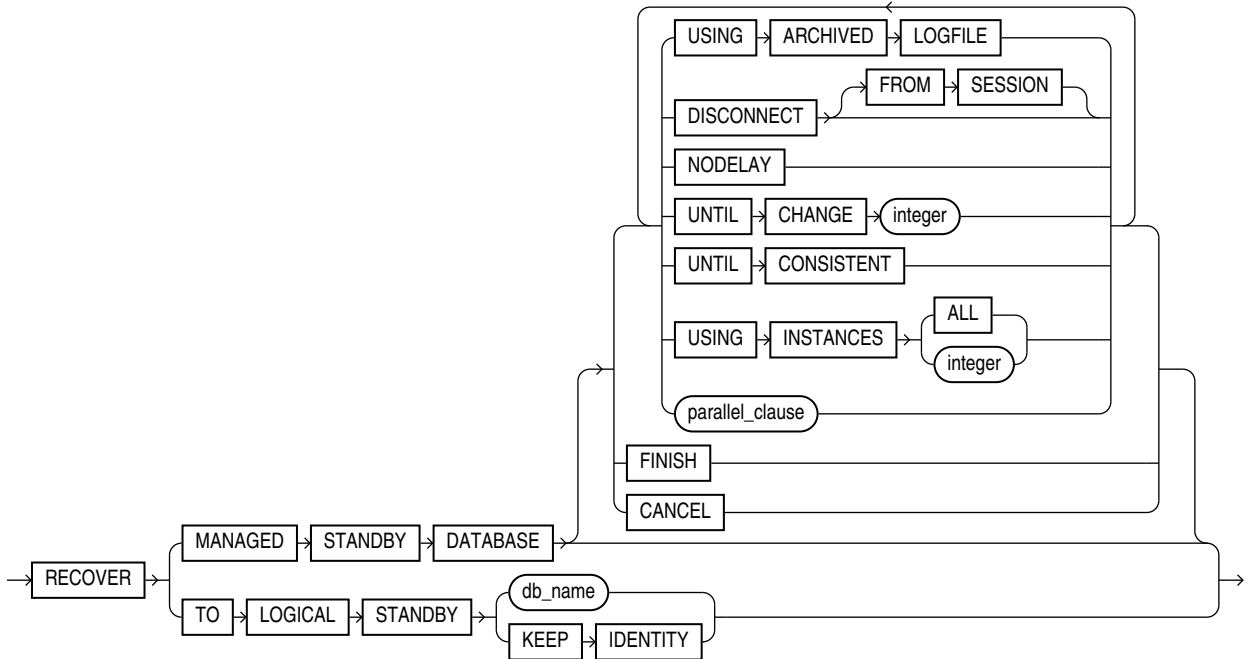 USING ARCHIVED LOGFILE
FROM SESSION
DISCONNECT
NODELAY
UNTIL CHANGE integer
UNTIL CONSISTENT
ALL
USING INSTANCES
integer
parallel_clause
FINISH
CANCEL
MANAGED STANDBY DATABASE
RECOVER
db_name
TO LOGICAL STANDBY
KEEP IDENTITY